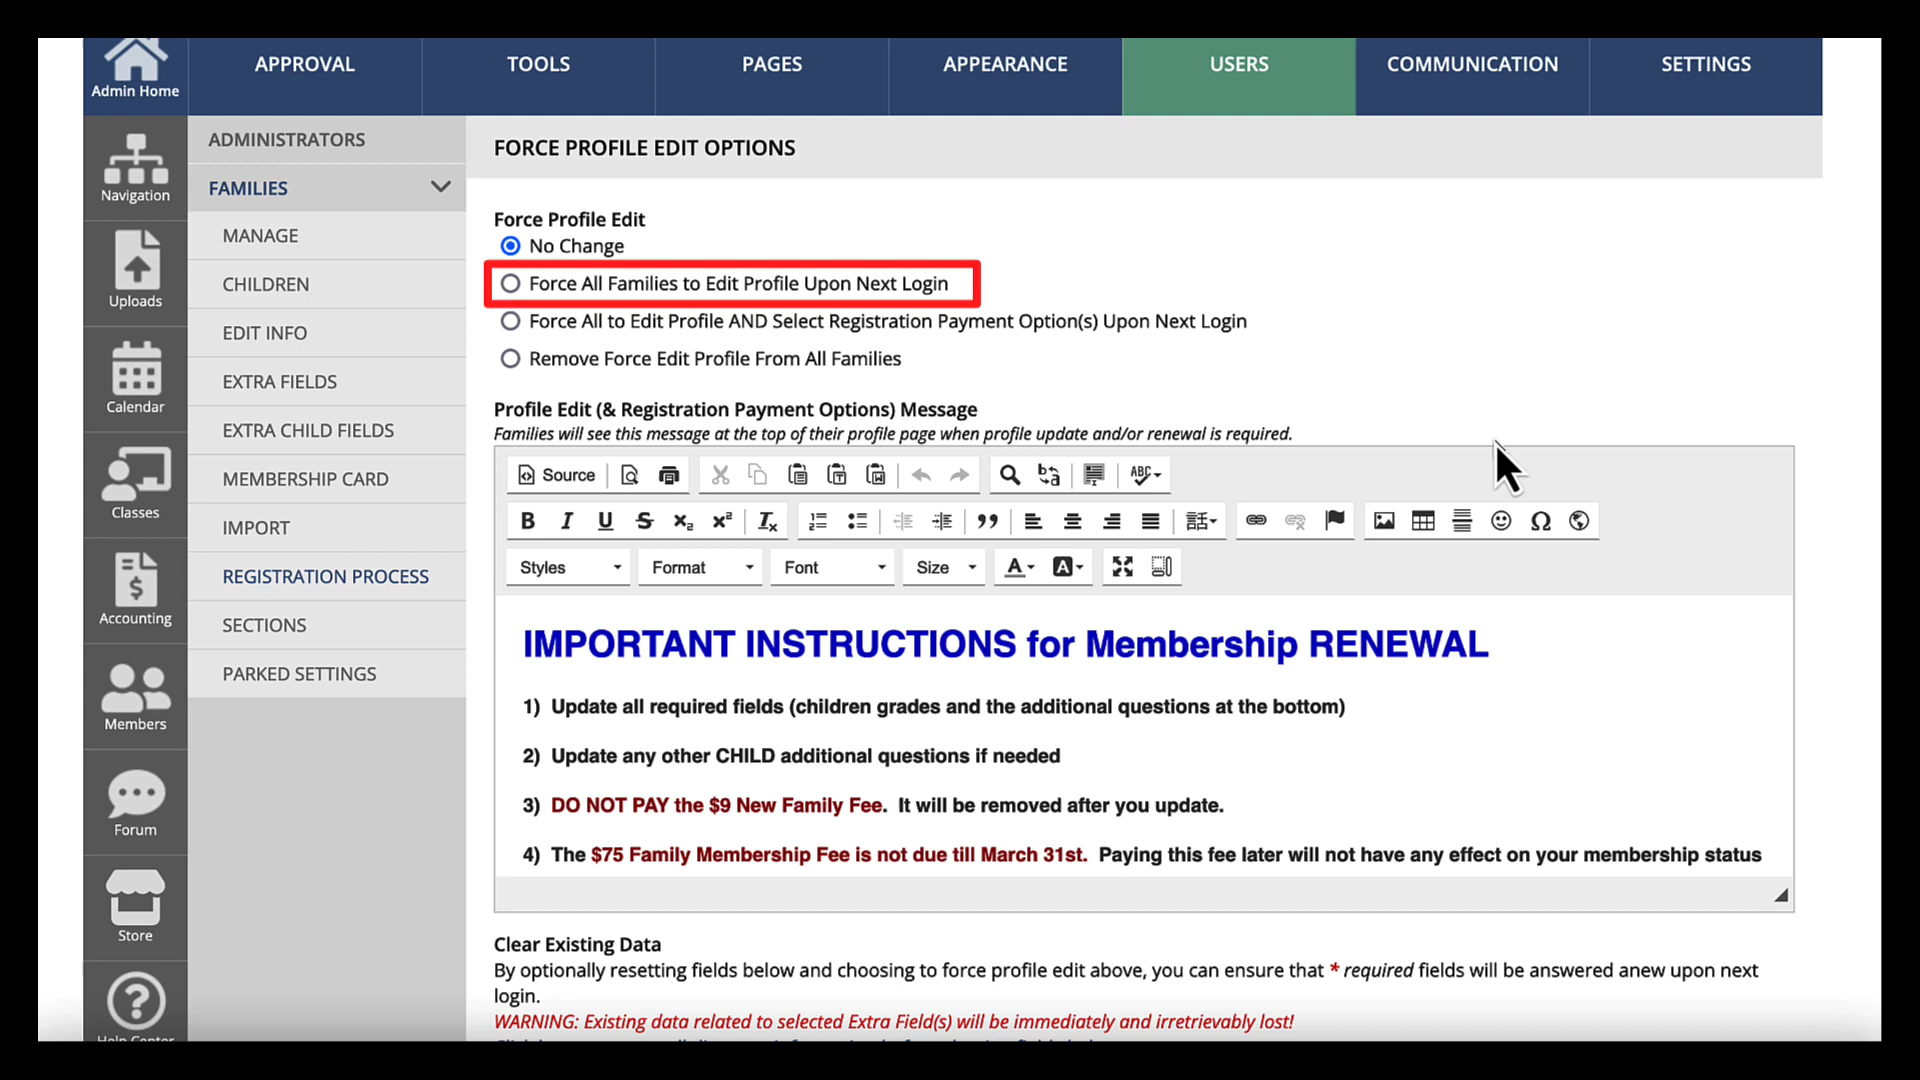 Admin Home
APPROVAL
TOOLS
PAGES
APPEARANCE
USERS
COMMUNICATION
SETTINGS
Navigation
Uploads
Calendar
Classes
Accounting
Members
Forum
Store
Help Center
ADMINISTRATORS
FAMILIES
MANAGE
CHILDREN
EDIT INFO
EXTRA FIELDS
EXTRA CHILD FIELDS
MEMBERSHIP CARD
IMPORT
REGISTRATION PROCESS
SECTIONS
PARKED SETTINGS
FORCE PROFILE EDIT OPTIONS
Force Profile Edit
No Change
Force All Families to Edit Profile Upon Next Login
Force All to Edit Profile AND Select Registration Payment Option(s) Upon Next Login
Remove Force Edit Profile From All Families
Profile Edit (& Registration Payment Options) Message
Families will see this message at the top of their profile page when profile update and/or renewal is required.
Source
Styles
Format
Font
Size
IMPORTANT INSTRUCTIONS for Membership RENEWAL
1) Update all required fields (children grades and the additional questions at the bottom)
2) Update any other CHILD additional questions if needed
3) DO NOT PAY the $9 New Family Fee. It will be removed after you update.
4) The $75 Family Membership Fee is not due till March 31st. Paying this fee later will not have any effect on your membership status
Clear Existing Data
By optionally resetting fields below and choosing to force profile edit above, you can ensure that * required fields will be answered anew upon next
login.
WARNING: Existing data related to selected Extra Field(s) will be immediately and irretrievably lost!